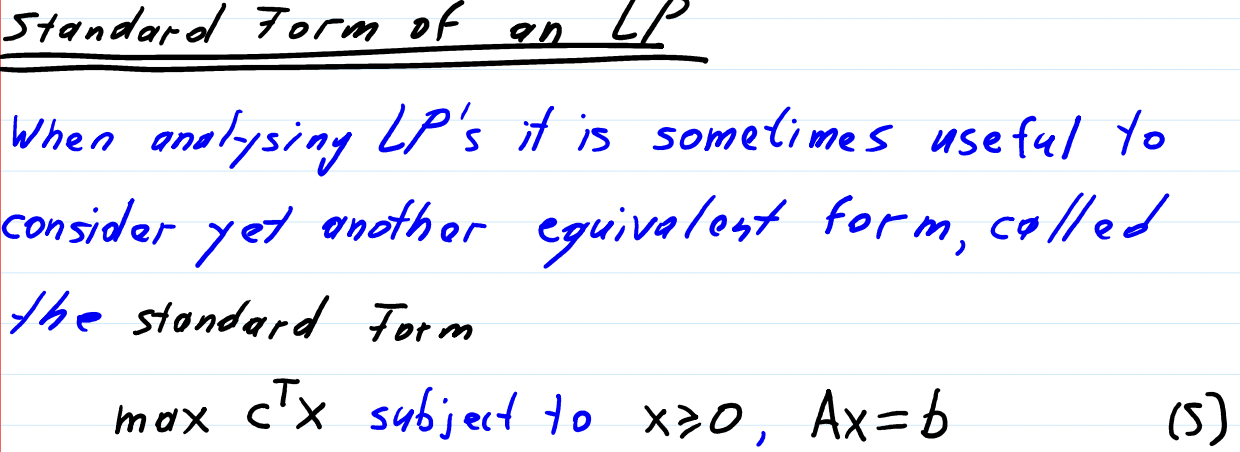 Standard Form of an LP
When analysing LP's it is sometimes useful to
consider yet another equivalent form, called
the standard Form
max cᵀx subject to x≥0, Ax=b (S)